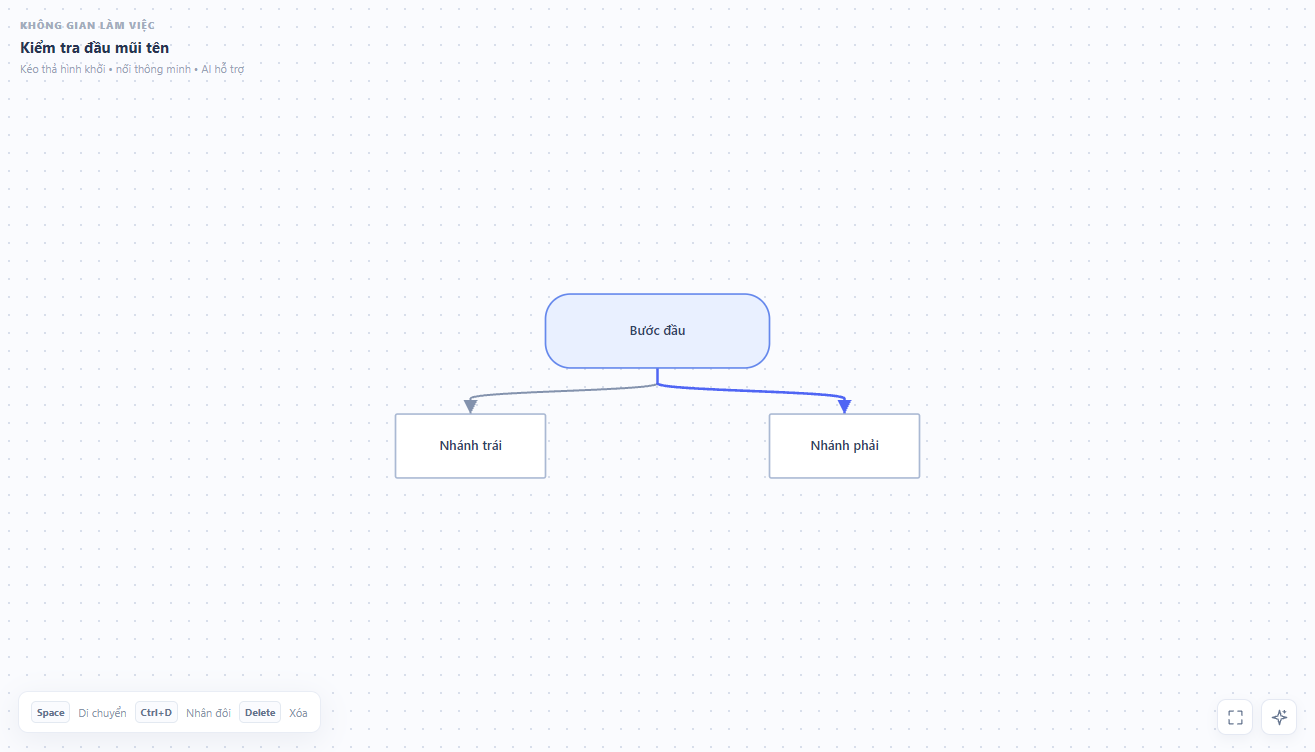 KHÔNG GIAN LÀM VIỆC
Kiểm tra đầu mũi tên
Kéo thả hình khối • nối thông minh • AI hỗ trợ
Bước đầu
Nhánh trái
Nhánh phải
Space Di chuyển Ctrl+D Nhân đôi Delete Xóa